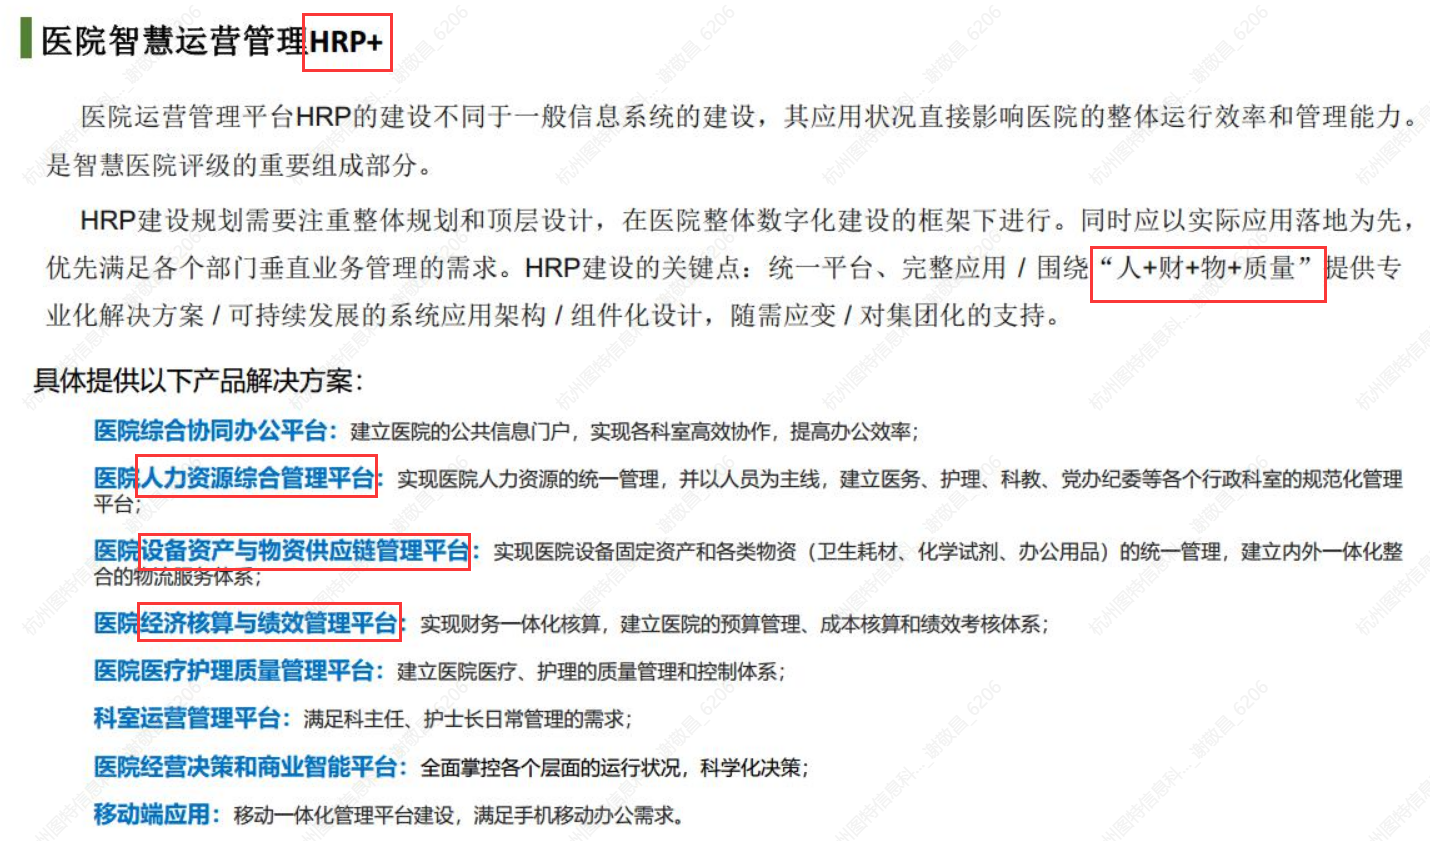 医院智慧运营管理HRP+
医院运营管理平台HRP的建设不同于一般信息系统的建设，其应用状况直接影响医院的整体运行效率和管理能力。
是智慧医院评级的重要组成部分。
HRP建设规划需要注重整体规划和顶层设计，在医院整体数字化建设的框架下进行。同时应以实际应用落地为先，
优先满足各个部门垂直业务管理的需求。HRP建设的关键点：统一平台、完整应用 / 围绕“人+财+物+质量”提供专
业化解决方案 / 可持续发展的系统应用架构 / 组件化设计，随需应变 / 对集团化的支持。
具体提供以下产品解决方案：
医院综合协同办公平台：建立医院的公共信息门户，实现各科室高效协作，提高办公效率；
医院人力资源综合管理平台：实现医院人力资源的统一管理，并以人员为主线，建立医务、护理、科教、党办纪委等各个行政科室的规范化管理
平台；
医院设备资产与物资供应链管理平台：实现医院设备固定资产和各类物资（卫生耗材、化学试剂、办公用品）的统一管理，建立内外一体化整
合的物流服务体系；
医院经济核算与绩效管理平台：实现财务一体化核算，建立医院的预算管理、成本核算和绩效考核体系；
医院医疗护理质量管理平台：建立医院医疗、护理的质量管理和控制体系；
科室运营管理平台：满足科主任、护士长日常管理的需求；
医院经营决策和商业智能平台：全面掌控各个层面的运行状况，科学化决策；
移动端应用：移动一体化管理平台建设，满足手机移动办公需求。
杭州图特信息科..._谢敬昌_6206